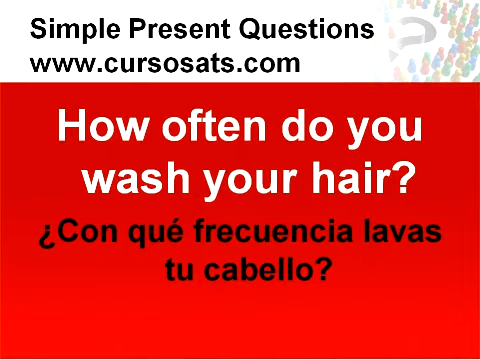 Simple Present Questions
www.cursosats.com
How often do you
wash your hair?
¿Con qué frecuencia lavas
tu cabello?